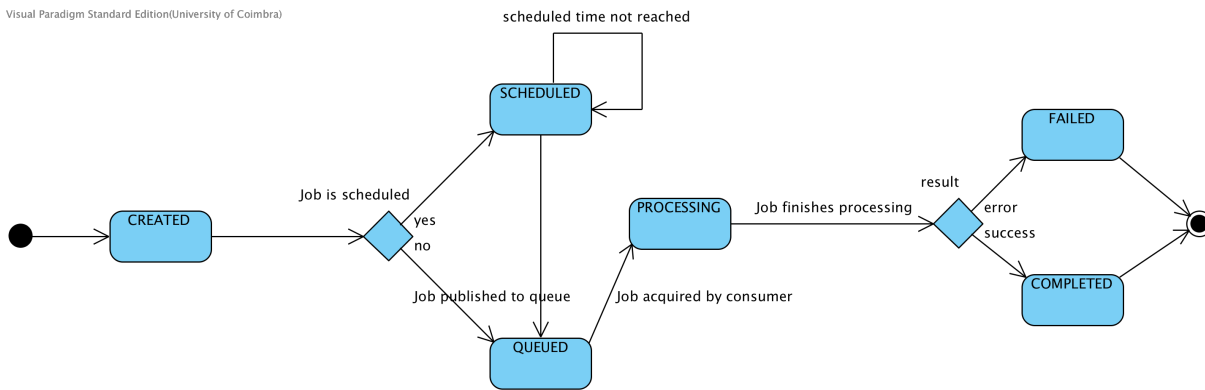 Visual Paradigm Standard Edition(University of Coimbra)
scheduled time not reached
SCHEDULED
FAILED
Job is scheduled
result
CREATED
yes
no
PROCESSING
Job finishes processing
error
success
Job published to queue
Job acquired by consumer
COMPLETED
QUEUED